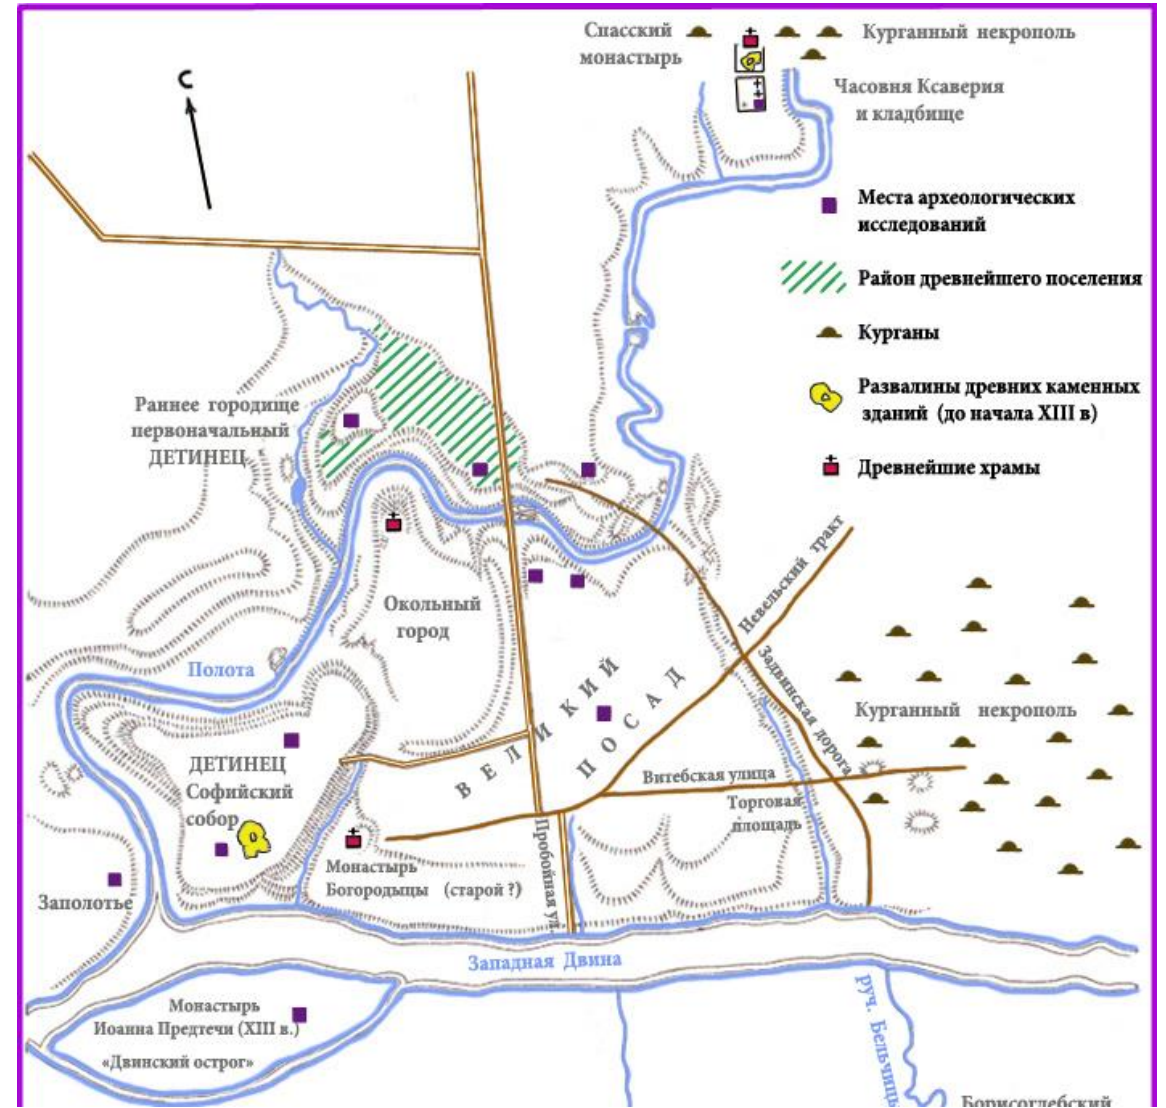 Спасский
монастырь
Курганный некрополь
Часовня Ксаверия
и кладбище
С
Места археологических
исследований
Район древнейшего поселения
Курганы
Развалины древних каменных
зданий (до начала XIII в)
Древнейшие храмы
Раннее городище
первоначальный
ДЕТИНЕЦ
Окольный
город
Невельский тракт
Задвинская дорога
Полота
ВЕЛИКИЙ
ПОСАД
Курганный некрополь
ДЕТИНЕЦ
Софийский
собор
Витебская улица
Торговая
площадь
Пробойная ул.
Монастырь
Богородыцы (старой ?)
Заполотье
Западная Двина
Монастырь
Иоанна Предтечи (XIII в.)
«Двинский острог»
руч. Бельчицы
Борисоглебский